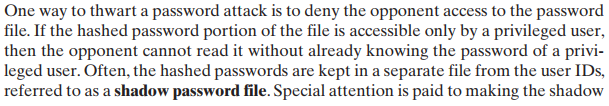 One way to thwart a password attack is to deny the opponent access to the password
file. If the hashed password portion of the file is accessible only by a privileged user,
then the opponent cannot read it without already knowing the password of a privi-
leged user. Often, the hashed passwords are kept in a separate file from the user IDs,
referred to as a shadow password file. Special attention is paid to making the shadow